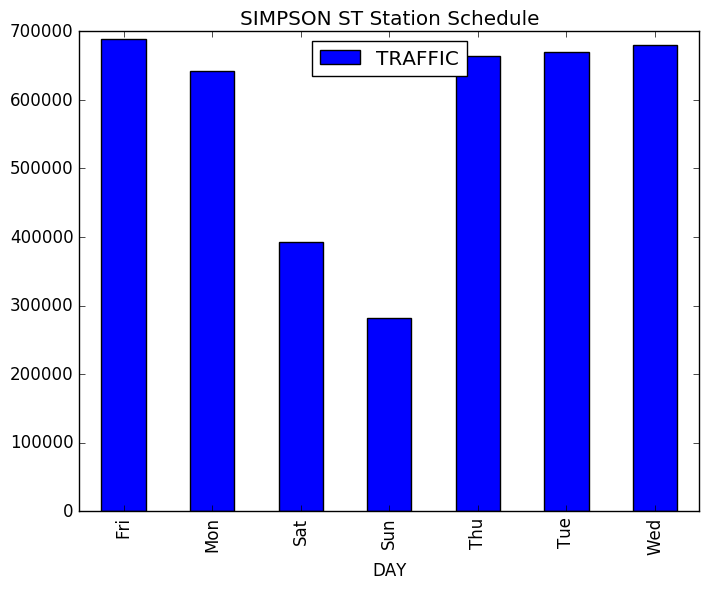 SIMPSON ST Station Schedule
TRAFFIC
700000
600000
500000
400000
300000
200000
100000
0
Fri
Mon
Sat
Sun
Thu
Tue
Wed
DAY